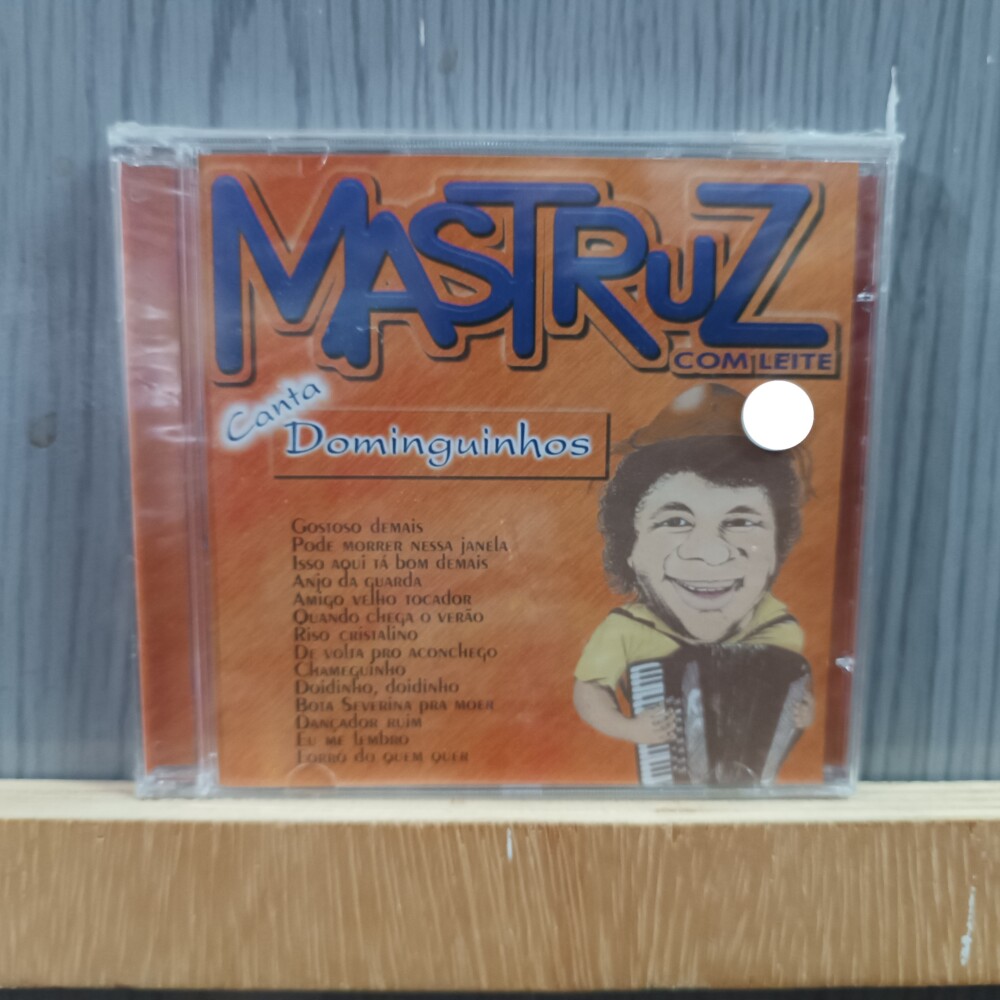 MASTRUZ
COM LEITE
Canta
Dominguinhos
Gostoso demais
Pode morrer nessa janela
Isso aqui tá bom demais
Anjo da guarda
Amigo velho tocador
Quando chega o verão
Riso cristalino
De volta pro aconchego
Chameguinho
Doidinho, doidinho
Bota Severina pra moer
Dançador ruim
Eu me lembro
Forró do quem quer